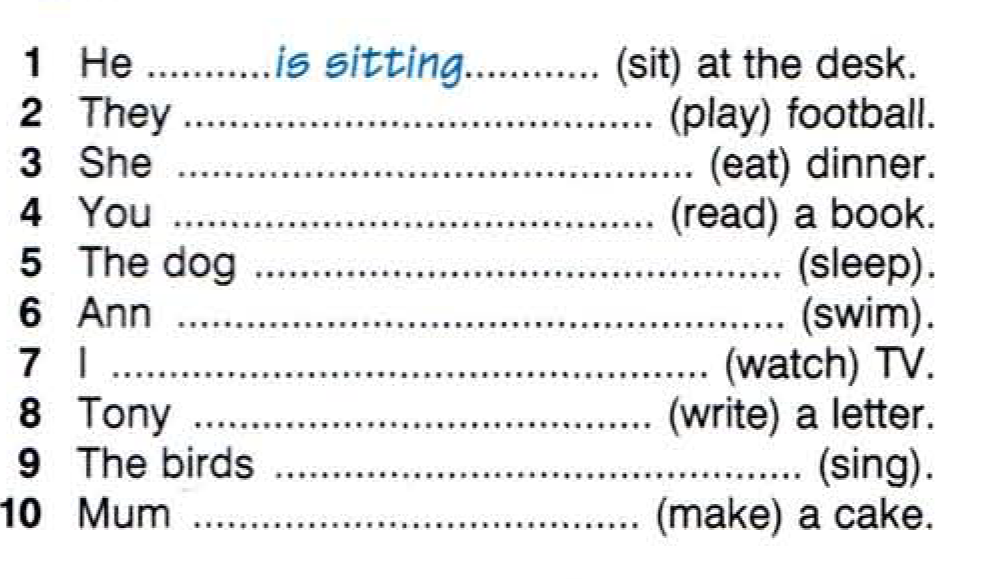 1 He ...........is sitting............ (sit) at the desk.
2 They ........................................ (play) football.
3 She ............................................ (eat) dinner.
4 You ......................................... (read) a book.
5 The dog ............................................. (sleep).
6 Ann .................................................... (swim).
7 I ................................................... (watch) TV.
8 Tony ....................................... (write) a letter.
9 The birds ............................................. (sing).
10 Mum ...................................... (make) a cake.